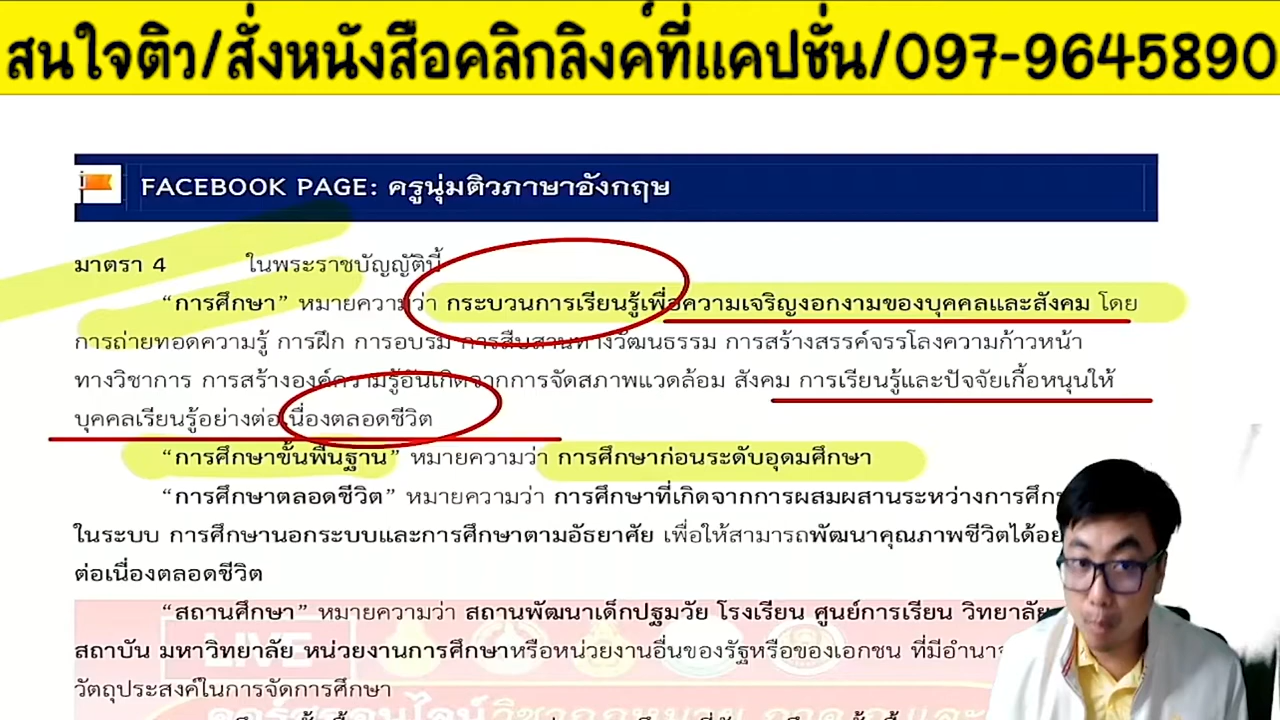 สนใจติว/สั่งหนังสือคลิกลิงค์ที่แคปชั่น/097-9645890
FACEBOOK PAGE: ครูนุ่มติวภาษาอังกฤษ
มาตรา 4 ในพระราชบัญญัตินี้
“การศึกษา” หมายความว่า กระบวนการเรียนรู้เพื่อความเจริญงอกงามของบุคคลและสังคม โดย
การถ่ายทอดความรู้ การฝึก การอบรม การสืบสานทางวัฒนธรรม การสร้างสรรค์จรรโลงความก้าวหน้า
ทางวิชาการ การสร้างองค์ความรู้อันเกิดจากการจัดสภาพแวดล้อม สังคม การเรียนรู้และปัจจัยเกื้อหนุนให้
บุคคลเรียนรู้อย่างต่อเนื่องตลอดชีวิต
“การศึกษาขั้นพื้นฐาน” หมายความว่า การศึกษาก่อนระดับอุดมศึกษา
“การศึกษาตลอดชีวิต” หมายความว่า การศึกษาที่เกิดจากการผสมผสานระหว่าง
ในระบบ การศึกษานอกระบบและการศึกษาตามอัธยาศัย เพื่อให้สามารถพัฒนาคุณภาพชีวิตได้
ต่อเนื่องตลอดชีวิต
“สถานศึกษา” หมายความว่า สถานพัฒนาเด็กปฐมวัย โรงเรียน ศูนย์การเรียน วิทยาลัย
สถาบัน มหาวิทยาลัย หน่วยงานการศึกษาหรือหน่วยงานอื่นของรัฐหรือของเอกชน ที่มี
วัตถุประสงค์ในการจัดการศึกษา
LIVE